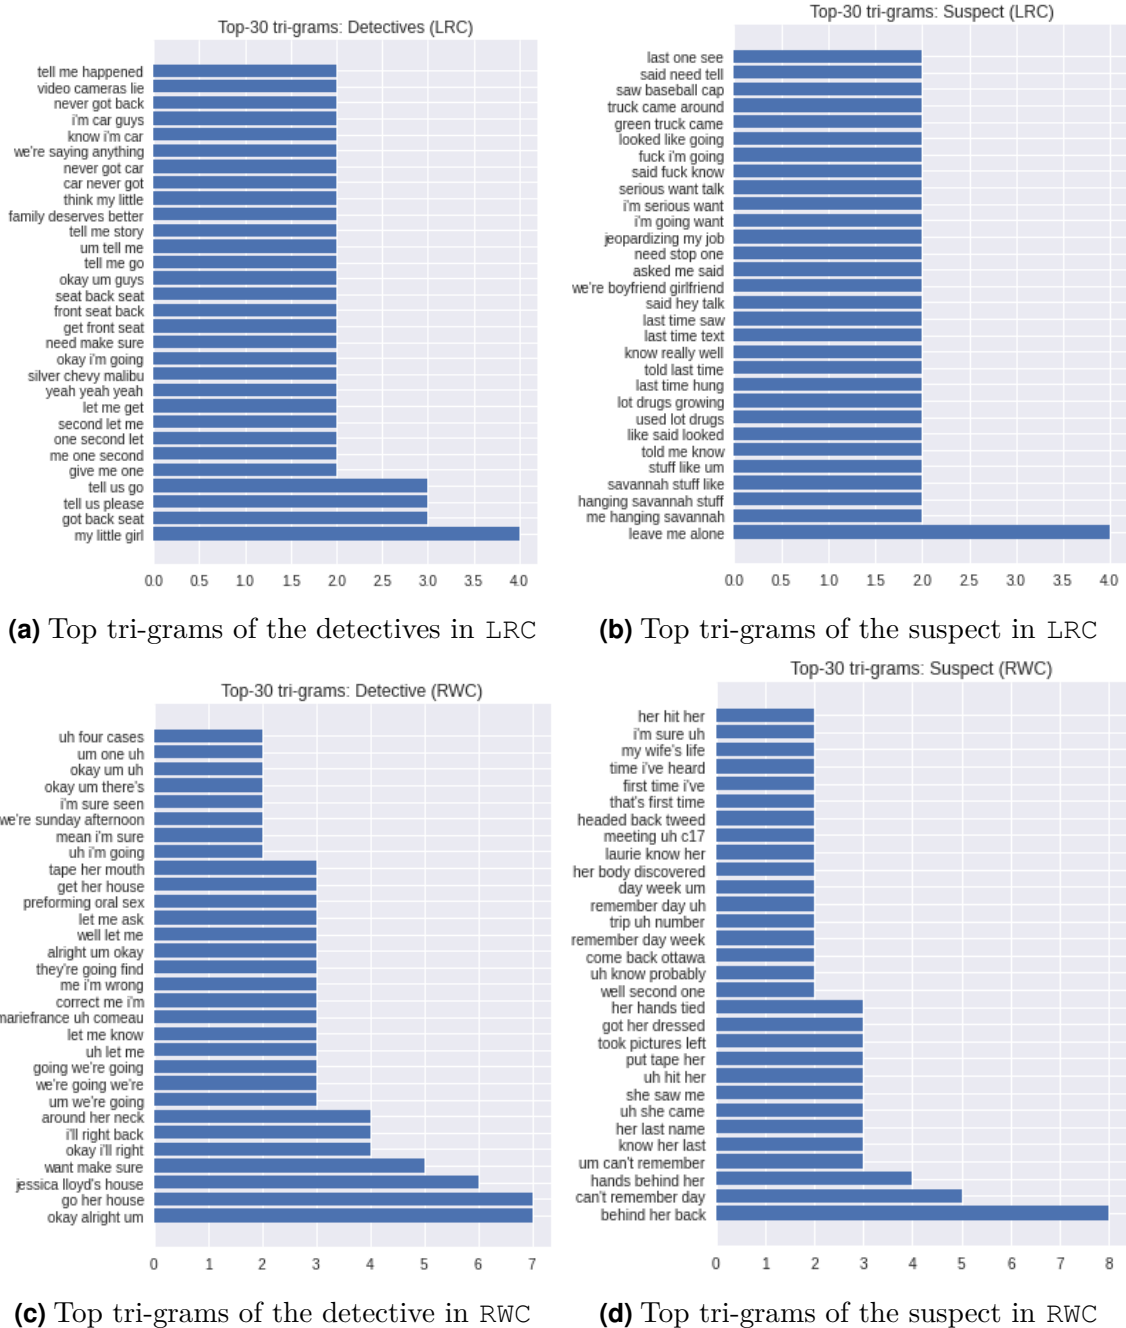 Top-30 tri-grams: Detectives (LRC)
tell me happened
video cameras lie
never got back
i'm car guys
know i'm car
we're saying anything
never got car
car never got
think my little
family deserves better
tell me story
um tell me
tell me go
okay um guys
seat back seat
front seat back
get front seat
need make sure
okay i'm going
silver chevy malibu
yeah yeah yeah
let me get
second let me
one second let
me one second
give me one
tell us go
tell us please
got back seat
my little girl
0.0 0.5 1.0 1.5 2.0 2.5 3.0 3.5 4.0
(a) Top tri-grams of the detectives in LRC
Top-30 tri-grams: Suspect (LRC)
last one see
said need tell
saw baseball cap
truck came around
green truck came
looked like going
fuck i'm going
said fuck know
serious want talk
i'm serious want
i'm going want
jeopardizing my job
need stop one
asked me said
we're boyfriend girlfriend
said hey talk
last time saw
last time text
know really well
told last time
last time hung
lot drugs growing
used lot drugs
like said looked
told me know
stuff like um
savannah stuff like
hanging savannah stuff
me hanging savannah
leave me alone
0.0 0.5 1.0 1.5 2.0 2.5 3.0 3.5 4.0
(b) Top tri-grams of the suspect in LRC
Top-30 tri-grams: Detective (RWC)
uh four cases
um one uh
okay um uh
okay um there's
i'm sure seen
we're sunday afternoon
mean i'm sure
uh i'm going
tape her mouth
get her house
preforming oral sex
let me ask
well let me
alright um okay
they're going find
me i'm wrong
correct me i'm
mariefrance uh comeau
let me know
uh let me
going we're going
we're going we're
um we're going
around her neck
i'll right back
okay i'll right
want make sure
jessica lloyd's house
go her house
okay alright um
0 1 2 3 4 5 6 7
(c) Top tri-grams of the detective in RWC
Top-30 tri-grams: Suspect (RWC)
her hit her
i'm sure uh
my wife's life
time i've heard
first time i've
that's first time
headed back tweed
meeting uh c17
laurie know her
her body discovered
day week um
remember day uh
trip uh number
remember day week
come back ottawa
uh know probably
well second one
her hands tied
got her dressed
took pictures left
put tape her
uh hit her
she saw me
uh she came
her last name
know her last
um can't remember
hands behind her
can't remember day
behind her back
0 1 2 3 4 5 6 7 8
(d) Top tri-grams of the suspect in RWC